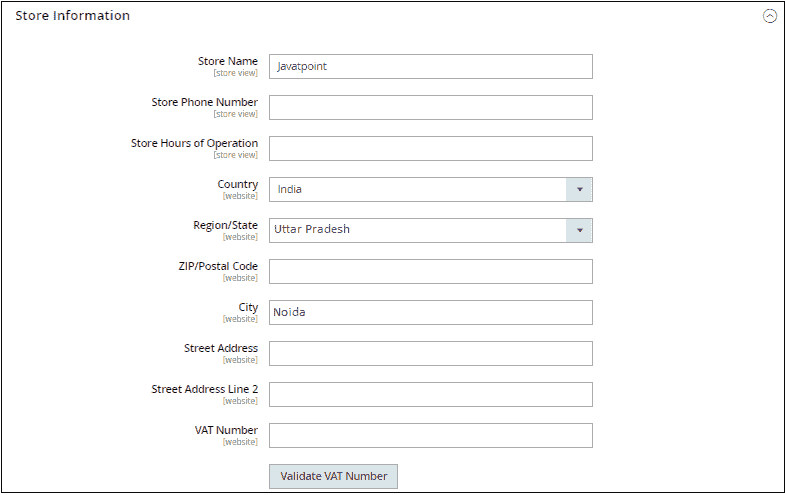 Store Information
Store Name
[store view]
Javatpoint
Store Phone Number
[store view]
Store Hours of Operation
[store view]
Country
[website]
India
Region/State
[website]
Uttar Pradesh
ZIP/Postal Code
[website]
City
[website]
Noida
Street Address
[website]
Street Address Line 2
[website]
VAT Number
[website]
Validate VAT Number